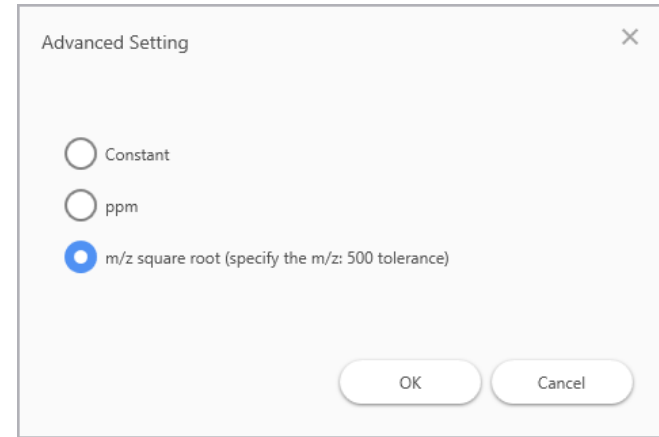 Advanced Setting
Constant
ppm
m/z square root (specify the m/z: 500 tolerance)
OK
Cancel